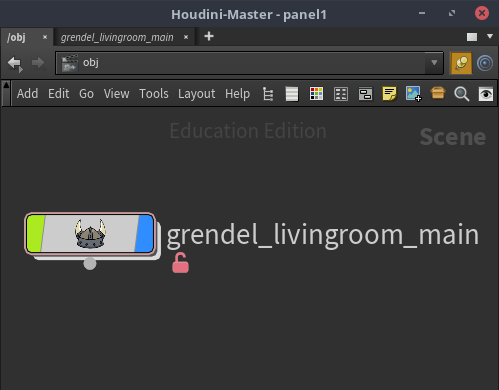 Houdini-Master - panel1
/obj
grendel_livingroom_main
obj
Add Edit Go View Tools Layout Help
Education Edition
Scene
grendel_livingroom_main